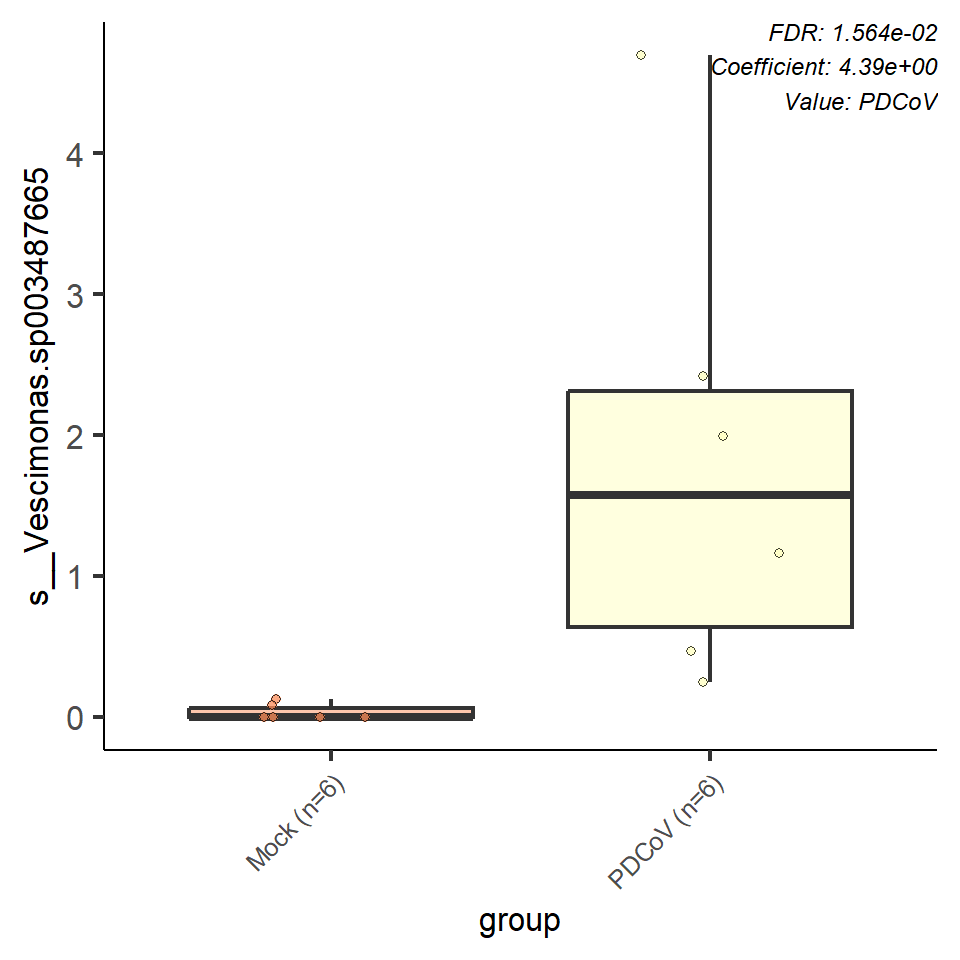 FDR: 1.564e-02
Coefficient: 4.39e+00
Value: PDCoV
s__Vescimonas.sp003487665
4
3
2
1
0
Mock (n=6)
PDCoV (n=6)
group